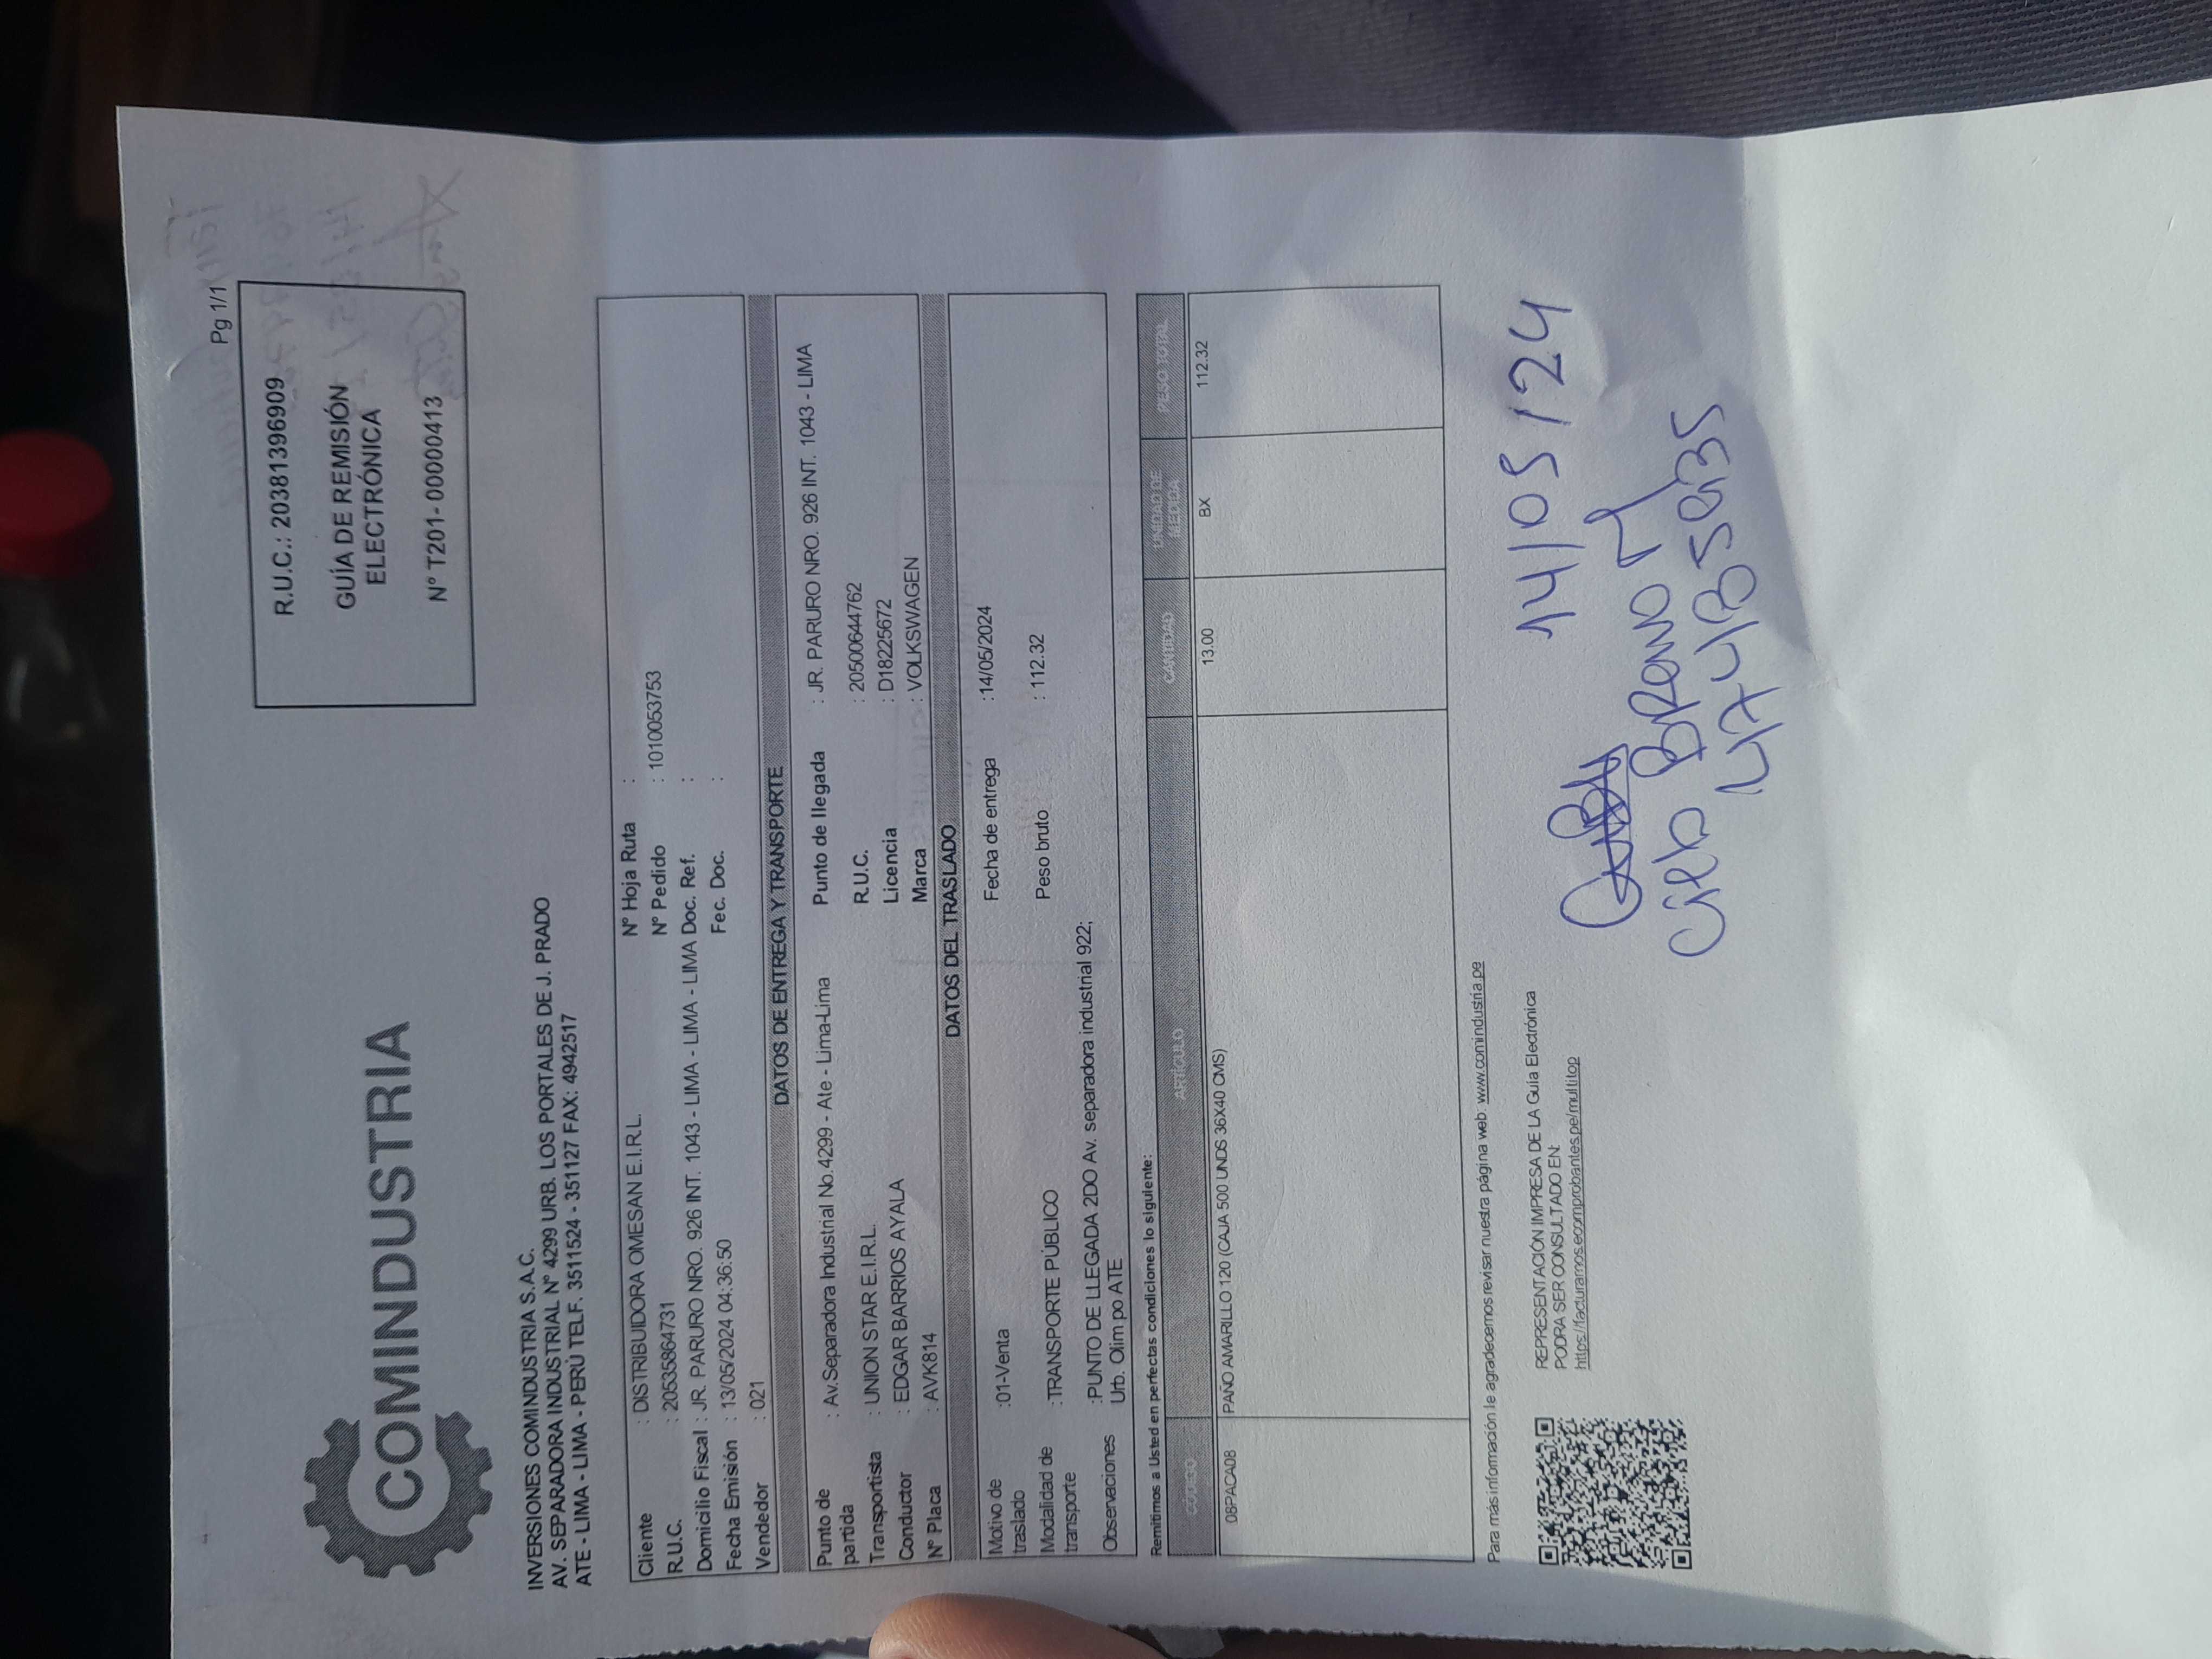 Pg 1/1
COMINDUSTRIA
R.U.C.: 20381396909
GUÍA DE REMISIÓN
ELECTRÓNICA
Nº T201- 00000413
INVERSIONES COMINDUSTRIA S.A.C.
AV. SEPARADORA INDUSTRIAL Nº 4299 URB. LOS PORTALES DE J. PRADO
ATE - LIMA - LIMA - PERÚ TELF. 3511524 - 351127 FAX: 4942517
Cliente : DISTRIBUIDORA OMESAN E.I.R.L. Nº Hoja Ruta :
R.U.C. : 20535864731 Nº Pedido : 1010053753
Domicilio Fiscal : JR. PARURO NRO. 926 INT. 1043 - LIMA - LIMA - LIMA Doc. Ref. :
Fecha Emisión : 13/05/2024 04:36:50 Fec. Doc. :
Vendedor : 021
DATOS DE ENTREGA Y TRANSPORTE
Punto de partida : Av.Separadora Industrial No.4299 - Ate - Lima-Lima Punto de llegada : JR. PARURO NRO. 926 INT. 1043 - LIMA
Transportista : UNION STAR E.I.R.L. R.U.C. : 20500644762
Conductor : EDGAR BARRIOS AYALA Licencia : D18225672
Nº Placa : AVK814 Marca : VOLKSWAGEN
DATOS DEL TRASLADO
Motivo de traslado :01-Venta Fecha de entrega :14/05/2024
Modalidad de transporte :TRANSPORTE PÚBLICO Peso bruto : 112.32
Observaciones :PUNTO DE LLEGADA 2DO Av. separadora industrial 922;
Urb. Olimpo ATE
Remitimos a Usted en perfectas condiciones lo siguiente:
CÓDIGO ARTÍCULO CANTIDAD UNIDAD DE MEDIDA PESO TOTAL
08PACA08 PAÑO AMARILLO 120 (CAJA 500 UNDS 36X40 CMS) 13.00 BX 112.32
Para más información le agradecemos revisar nuestra página web: www.comindustria.pe
REPRESENTACIÓN IMPRESA DE LA Guía Electrónica
PODRA SER CONSULTADO EN:
https://facturamos.ecomprobantes.pe/multitop
14/05/24